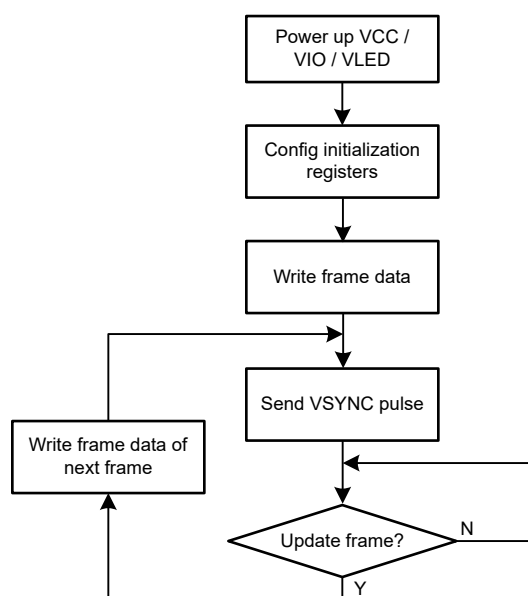 Power up VCC /
VIO / VLED
Config initialization
registers
Write frame data
Send VSYNC pulse
Write frame data of
next frame
Update frame?
N
Y